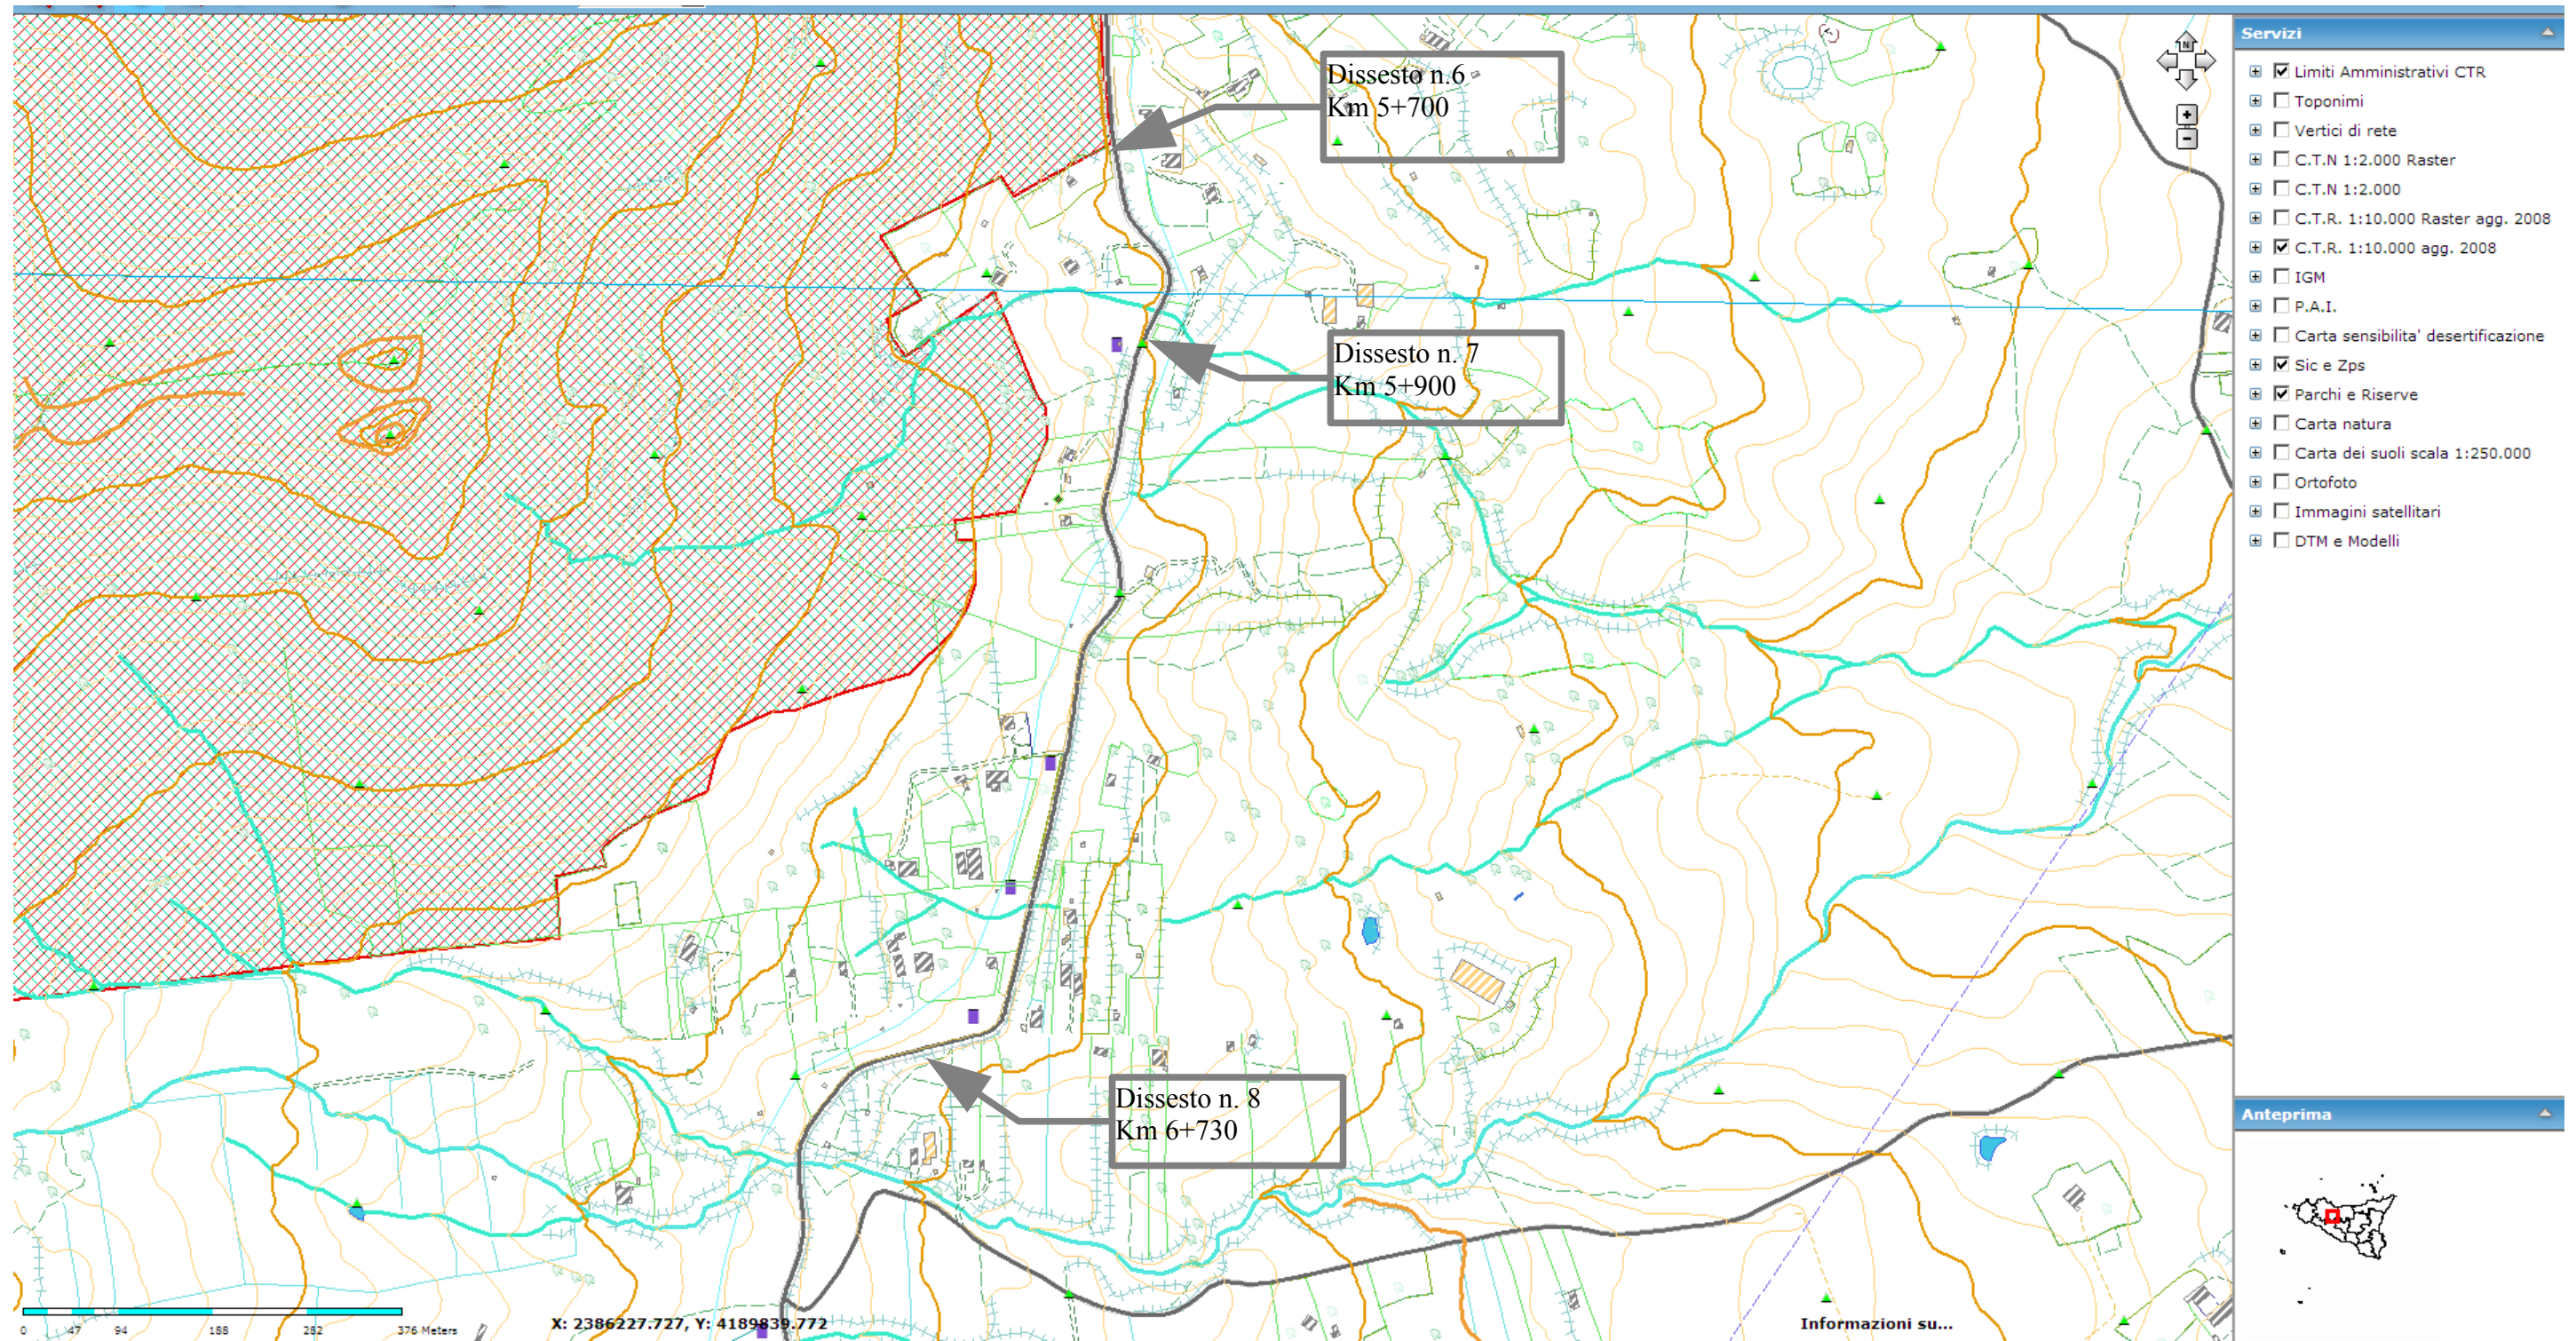 Dissesto n.6
Km 5+700
Dissesto n. 7
Km 5+900
Dissesto n. 8
Km 6+730
0 47 94 188 282 376 Meters
X: 2386227.727, Y: 4189839.772
Informazioni su...
N
Servizi
Limiti Amministrativi CTR
Toponimi
Vertici di rete
C.T.N 1:2.000 Raster
C.T.N 1:2.000
C.T.R. 1:10.000 Raster agg. 2008
C.T.R. 1:10.000 agg. 2008
IGM
P.A.I.
Carta sensibilita' desertificazione
Sic e Zps
Parchi e Riserve
Carta natura
Carta dei suoli scala 1:250.000
Ortofoto
Immagini satellitari
DTM e Modelli
Anteprima